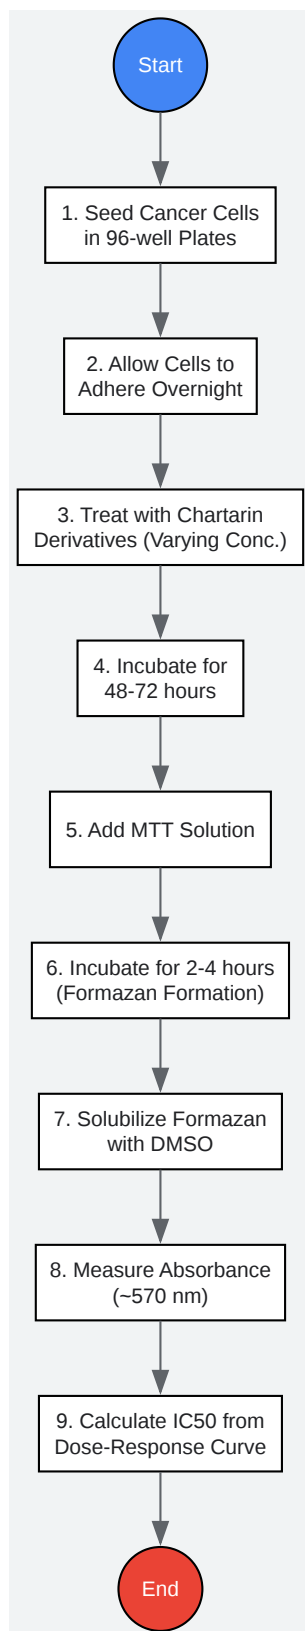 Start
1. Seed Cancer Cells
in 96-well Plates
2. Allow Cells to
Adhere Overnight
3. Treat with Chartarin
Derivatives (Varying Conc.)
4. Incubate for
48-72 hours
5. Add MTT Solution
6. Incubate for 2-4 hours
(Formazan Formation)
7. Solubilize Formazan
with DMSO
8. Measure Absorbance
(~570 nm)
9. Calculate IC50 from
Dose-Response Curve
End